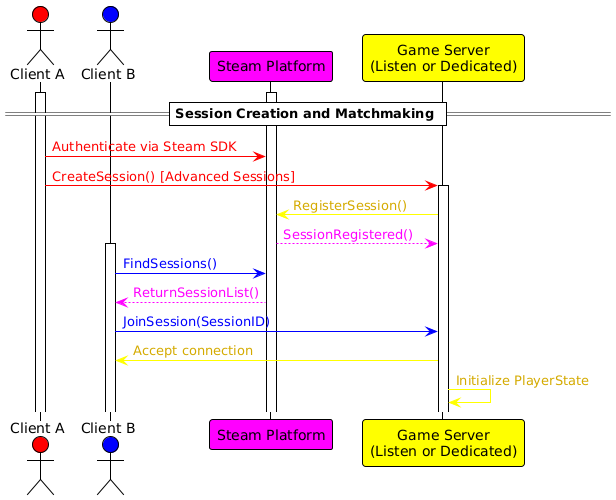 Client A
Client B
Steam Platform
Game Server
(Listen or Dedicated)
Session Creation and Matchmaking
Authenticate via Steam SDK
CreateSession() [Advanced Sessions]
RegisterSession()
SessionRegistered()
FindSessions()
ReturnSessionList()
JoinSession(SessionID)
Accept connection
Initialize PlayerState
Client A
Client B
Steam Platform
Game Server
(Listen or Dedicated)